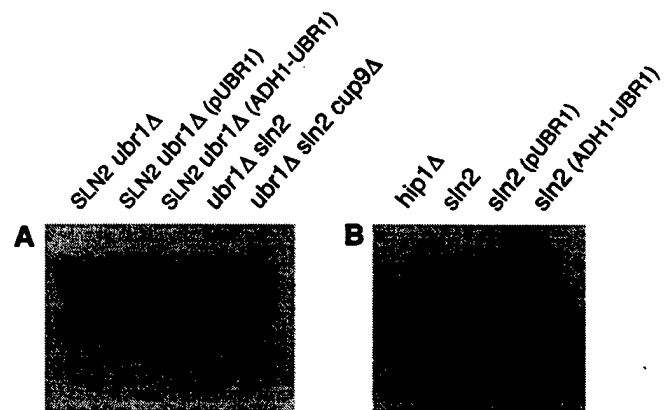 SLN2 ubr1Δ
SLN2 ubr1Δ (pUBR1)
SLN2 ubr1Δ (ADH1-UBR1)
ubr1Δ sln2
ubr1Δ sln2 cup9Δ
hip1Δ
sln2
sln2 (pUBR1)
sln2 (ADH1-UBR1)
A
B